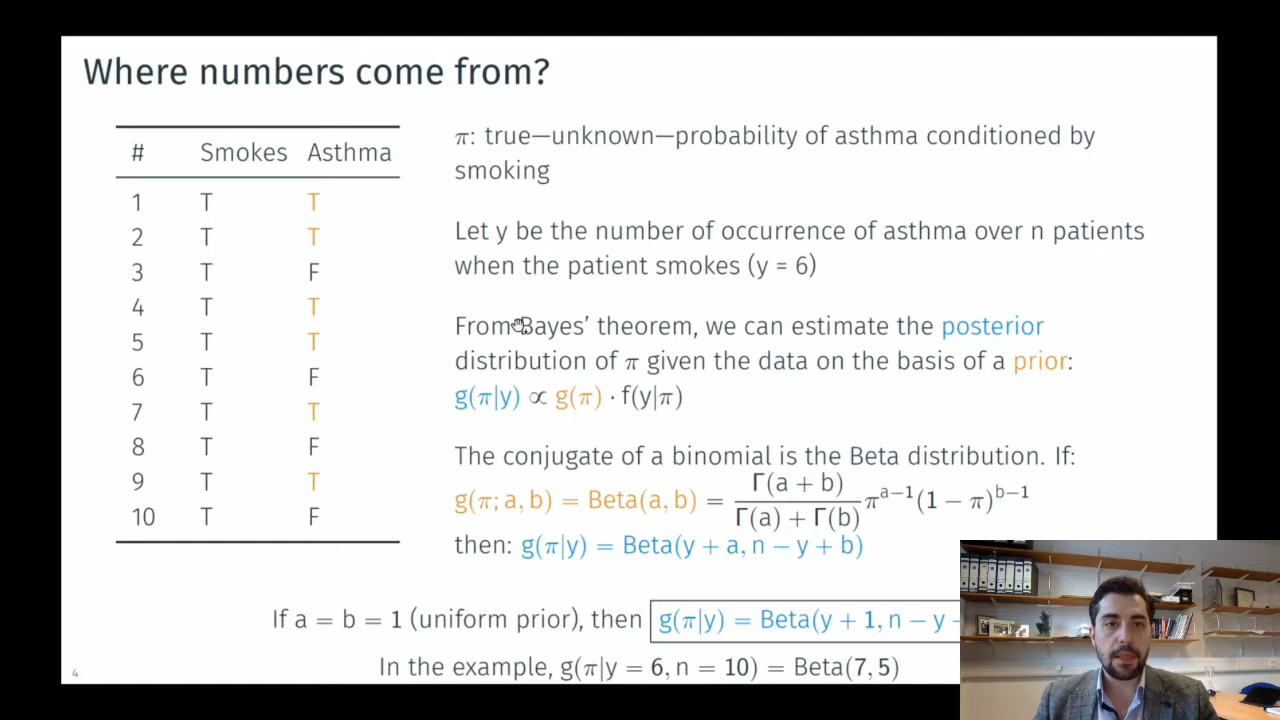 Where numbers come from?
# Smokes Asthma
1 T T
2 T T
3 T F
4 T T
5 T T
6 T F
7 T T
8 T F
9 T T
10 T F
π: true—unknown—probability of asthma conditioned by
smoking
Let y be the number of occurrence of asthma over n patients
when the patient smokes (y = 6)
From Bayes’ theorem, we can estimate the posterior
distribution of π given the data on the basis of a prior:
g(π|y) ∝ g(π) · f(y|π)
The conjugate of a binomial is the Beta distribution. If:
g(π; a, b) = Beta(a, b) = Γ(a + b) / Γ(a) + Γ(b) π^{a−1}(1 − π)^{b−1}
then: g(π|y) = Beta(y + a, n − y + b)
If a = b = 1 (uniform prior), then g(π|y) = Beta(y + 1, n − y
In the example, g(π|y = 6, n = 10) = Beta(7, 5)
4